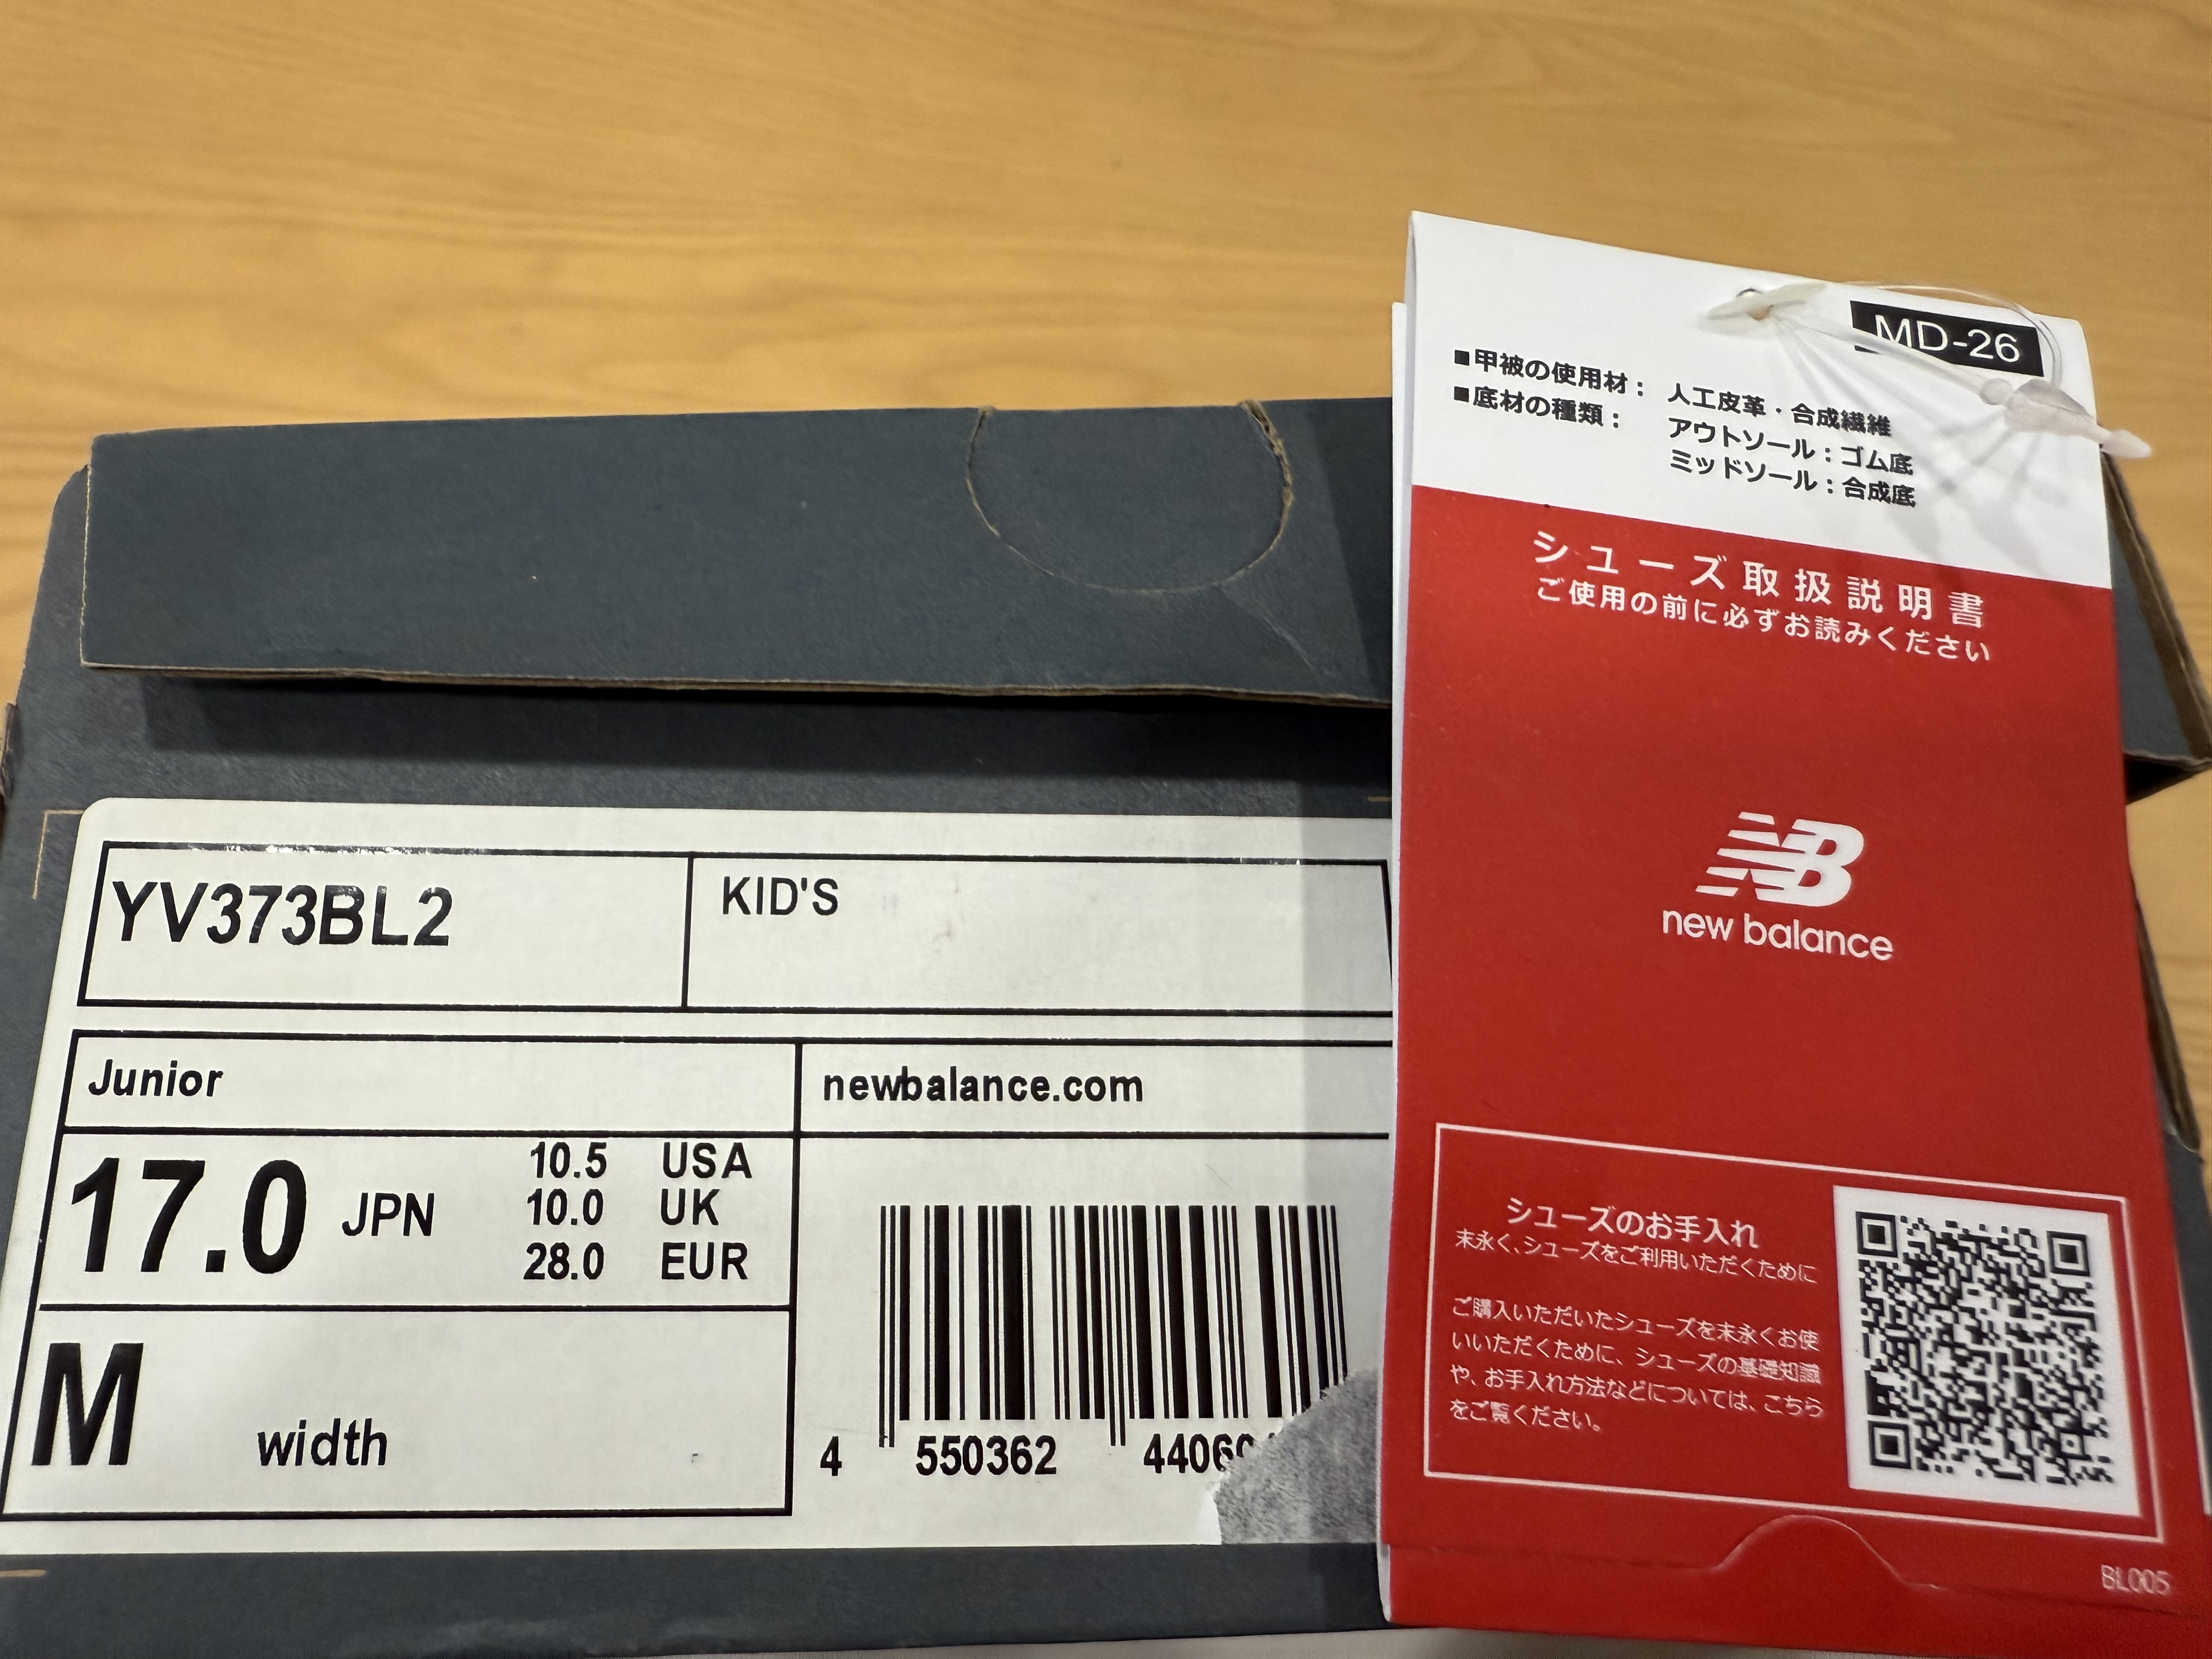 YV373BL2
KID'S
Junior
newbalance.com
17.0 JPN
10.5 USA
10.0 UK
28.0 EUR
M width
4 550362
MD-26
■甲被の使用材： 人工皮革・合成繊維
■底材の種類： アウトソール：ゴム底
ミッドソール：合成底
シューズ取扱説明書
ご使用の前に必ずお読みください
NB
new balance
シューズのお手入れ
末永く、シューズをご利用いただくために
ご購入いただいたシューズを末永くお使
いいただくために、シューズの基礎知識
や、お手入れ方法などについては、こちら
をご覧ください。
BL005